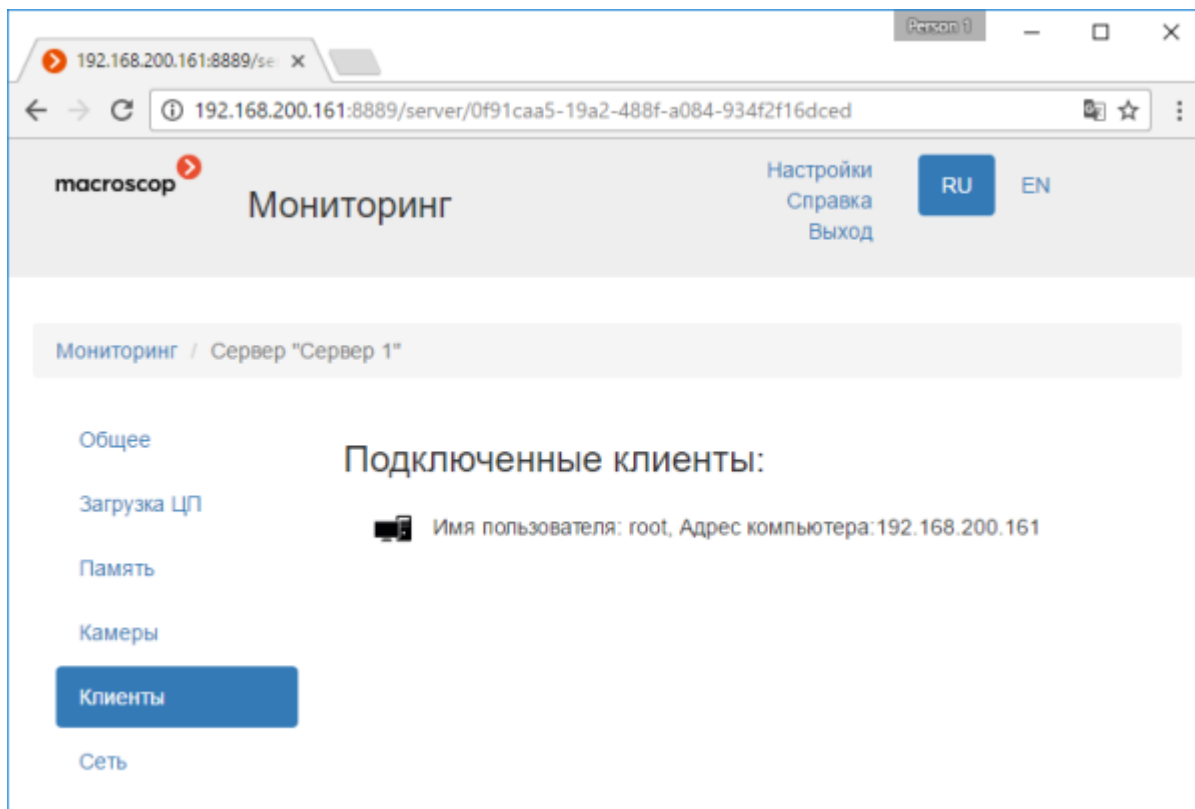 Person 1
192.168.200.161:8889/se
192.168.200.161:8889/server/0f91caa5-19a2-488f-a084-934f2f16dced
macroscop
Мониторинг
Настройки
Справка
Выход
RU
EN
Мониторинг / Сервер "Сервер 1"
Общее
Загрузка ЦП
Память
Камеры
Клиенты
Сеть
Подключенные клиенты:
Имя пользователя: root, Адрес компьютера:192.168.200.161